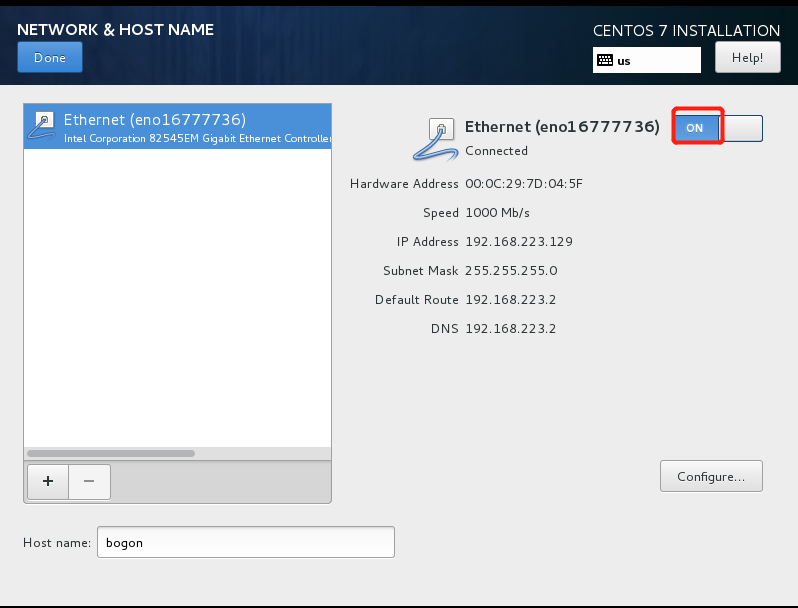 NETWORK & HOST NAME
CENTOS 7 INSTALLATION
Done
us
Help!
Ethernet (eno16777736)
Intel Corporation 82545EM Gigabit Ethernet Controller
Ethernet (eno16777736)
ON
Connected
Hardware Address 00:0C:29:7D:04:5F
Speed 1000 Mb/s
IP Address 192.168.223.129
Subnet Mask 255.255.255.0
Default Route 192.168.223.2
DNS 192.168.223.2
+ −
Configure...
Host name: bogon